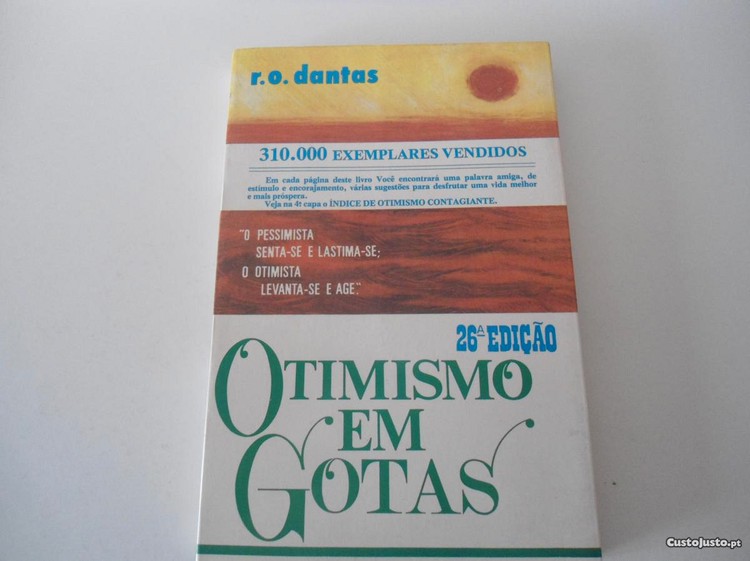 r.o. dantas
310.000 EXEMPLARES VENDIDOS
Em cada página deste livro Você encontrará uma palavra amiga, de
estímulo e encorajamento, várias sugestões para desfrutar uma vida melhor
e mais próspera.
Veja na 4ª capa o ÍNDICE DE OTIMISMO CONTAGIANTE.
"O PESSIMISTA
SENTA-SE E LASTIMA-SE;
O OTIMISTA
LEVANTA-SE E AGE."
26ª EDIÇÃO
OTIMISMO
EM
GOTAS
CustoJusto.pt